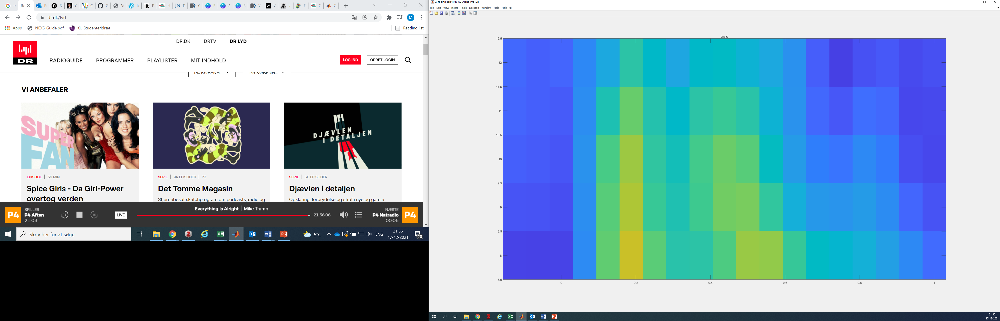 dr.dk/lyd
Apps
NEXS-Guide.pdf
KU Studenteridræt
Reading list
DR.DK
DRTV
DR LYD
DR
RADIOGUIDE
PROGRAMMER
PLAYLISTER
MIT INDHOLD
LOG IND
OPRET LOGIN
P4 KØBENH...
P5 KØBENH...
VI ANBEFALER
SUPER
FAN
DJÆVLEN
I DETALJEN
EPISODE
39 MIN.
SERIE
94 EPISODER
P3
SERIE
60 EPISODER
Spice Girls - Da Girl-Power
overtog verden
Det Tomme Magasin
Stjernebesat sketchprogram om podcasts, radio og
Djævlen i detaljen
Opklaring, forbrydelse og straf i nye og gamle
P4
SPILLER
P4 Aften
21:03
15
15
LIVE
Everything Is Alright
Mike Tramp
21:56:06
NÆSTE
P4 Natradio
00:05
P4
Skriv her for at søge
5°C
ENG
21:56
17-12-2021
20
2: ft_singleplotTFR: G0_Alpha_Pre (Cz)
File Edit View Insert Tools Desktop Window Help FieldTrip
Cz / 30
12.5
12
11.5
11
10.5
10
9.5
9
8.5
8
7.5
0
0.2
0.4
0.6
0.8
1
21:56
17-12-2021